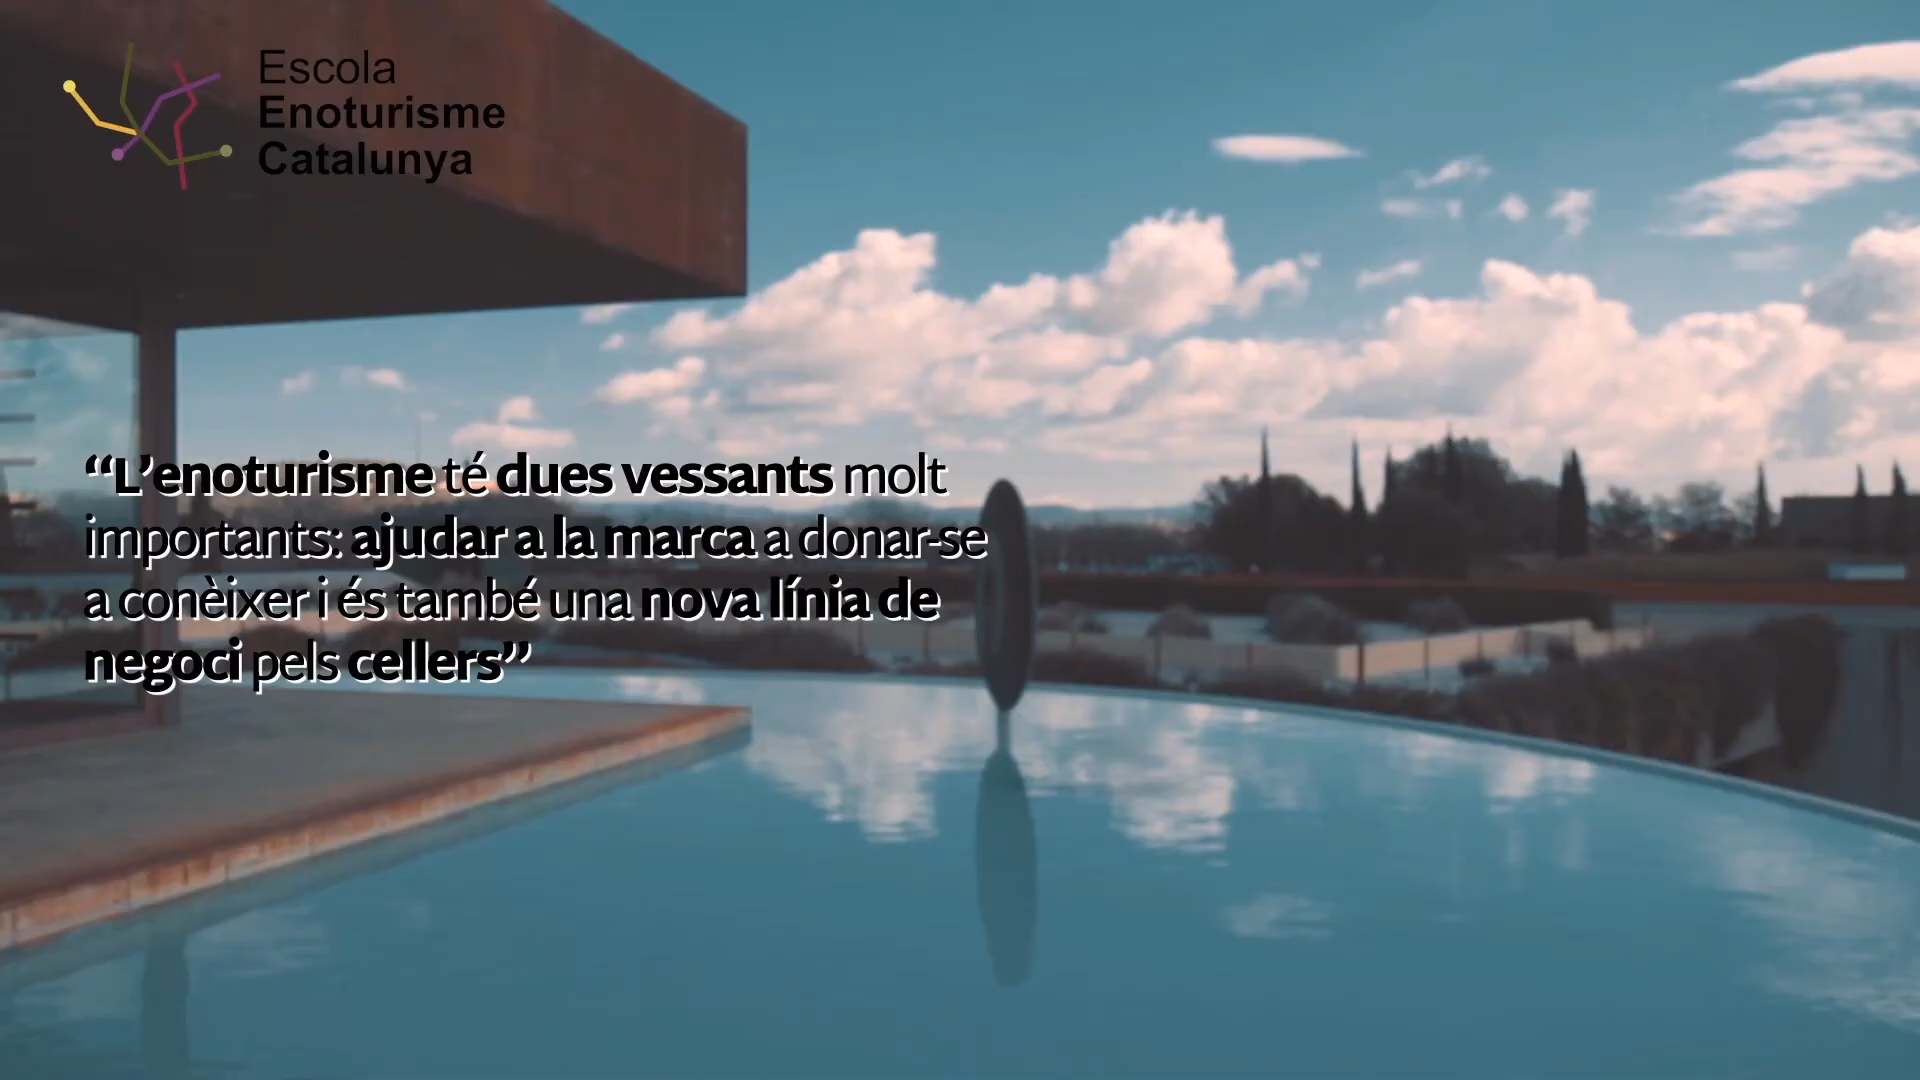 Escola
Enoturisme
Catalunya
“L’enoturisme té dues vessants molt
importants: ajudar a la marca a donar-se
a conèixer i és també una nova línia de
negoci pels cellers”